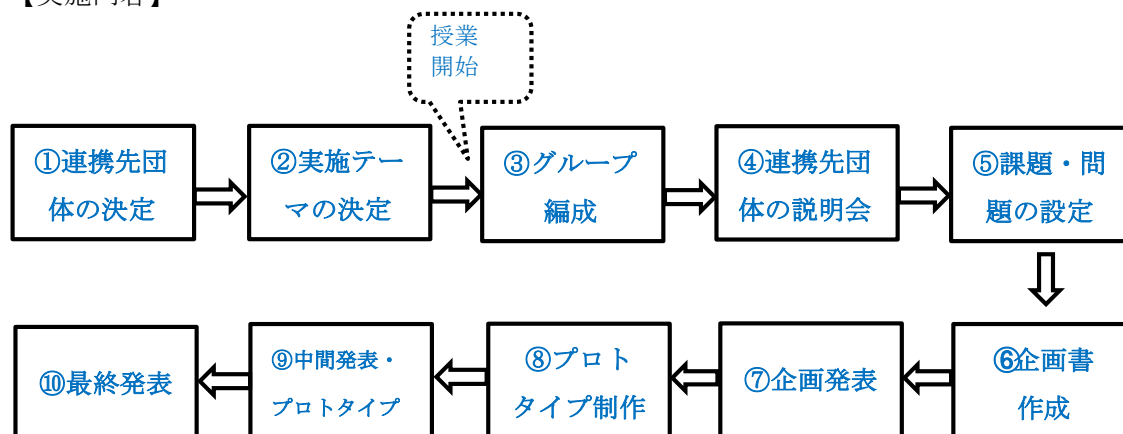 授業
開始
①連携先団
体の決定
②実施テー
マの決定
③グループ
編成
④連携先団
体の説明会
⑤課題・問
題の設定
⑥企画書
作成
⑦企画発表
⑧プロト
タイプ制作
⑨中間発表・
プロトタイプ
⑩最終発表